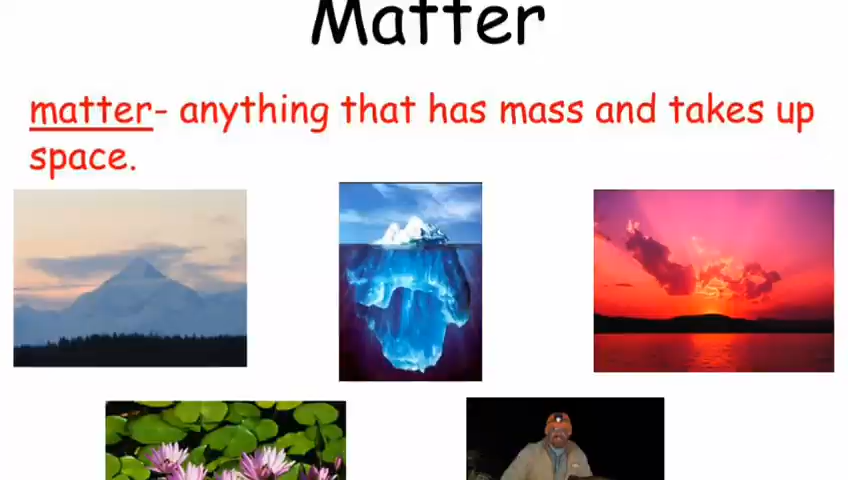 Matter
matter- anything that has mass and takes up
space.